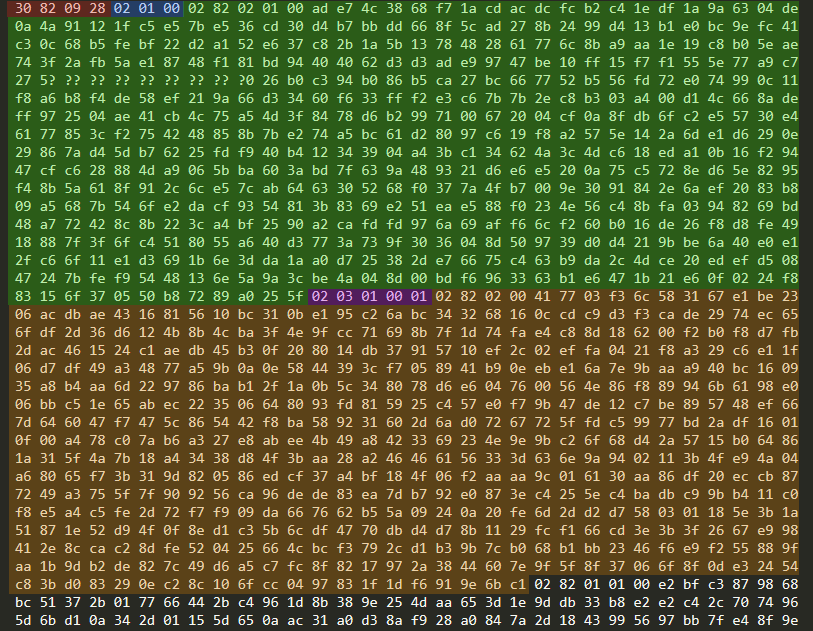 30 82 09 28 02 01 00 02 82 02 01 00 ad e7 4c 38 68 f7 1a cd ac dc fc b2 c4 1e df 1a 9a 63 04 de
0a 4a 91 12 1f c5 e5 7b e5 36 cd 30 d4 b7 bb dd 66 8f 5c ad 27 8b 24 99 d4 13 b1 e0 bc 9e fc 41
c3 0c 68 b5 fe bf 22 d2 a1 52 e6 37 c8 2b 1a 5b 13 78 48 28 61 77 6c 8b a9 aa 1e 19 c8 b0 5e ae
74 3f 2a fb 5a e1 87 48 f1 81 bd 94 40 40 62 d3 d3 ad e9 97 47 be 10 ff 15 f7 f1 55 5e 77 a9 c7
27 5? ?? ?? ?? ?? ?? ?? ?? ?0 26 b0 c3 94 b0 86 b5 ca 27 bc 66 77 52 b5 56 fd 72 e0 74 99 0c 11
f8 a6 b8 f4 de 58 ef 21 9a 66 d3 34 60 f6 33 ff f2 e3 c6 7b 7b 2e c8 b3 03 a4 00 d1 4c 66 8a de
ff 97 25 04 ae 41 cb 4c 75 a5 4d 3f 84 78 d6 b2 99 71 00 67 20 04 cf 0a 8f db 6f c2 e5 57 30 e4
61 77 85 3c f2 75 42 48 85 8b 7b e2 74 a5 bc 61 d2 80 97 c6 19 f8 a2 57 5e 14 2a 6d e1 d6 29 0e
29 86 7a d4 5d b7 62 25 fd f9 40 b4 12 34 39 04 a4 3b c1 34 62 4a 3c 4d c6 18 ed a1 0b 16 f2 94
47 cf c6 28 88 4d a9 06 5b ba 60 3a bd 7f 63 9a 48 93 21 d6 e6 e5 20 0a 75 c5 72 8e d6 5e 82 95
f4 8b 5a 61 8f 91 2c 6c e5 7c ab 64 63 30 52 68 f0 37 7a 4f b7 00 9e 30 91 84 2e 6a ef 20 83 b8
09 a5 68 7b 54 6f e2 da cf 93 54 81 3b 83 69 e2 51 ea e5 88 f0 23 4e 56 c4 8b fa 03 94 82 69 bd
48 a7 72 42 8c 8b 22 3c a4 bf 25 90 a2 ca fd fd 97 6a 69 af f6 6c f2 60 b0 16 de 26 f8 d8 fe 49
18 88 7f 3f 6f c4 51 80 55 a6 40 d3 77 3a 73 9f 30 36 04 8d 50 97 39 d0 d4 21 9b be 6a 40 e0 e1
2f c6 6f 11 e1 d3 69 1b 6e 3d da 1a a0 d7 25 38 2d e7 66 75 c4 63 b9 da 2c 4d ce 20 ed ef d5 08
47 24 7b fe f9 54 48 13 6e 5a 9a 3c be 4a 04 8d 00 bd f6 96 33 63 b1 e6 47 1b 21 e6 0f 02 24 f8
83 15 6f 37 05 50 b8 72 89 a0 25 5f 02 03 01 00 01 02 82 02 00 41 77 03 f3 6c 58 31 67 e1 be 23
06 ac db ae 43 16 81 56 10 bc 31 0b e1 95 c2 6a bc 34 32 68 16 0c cd c9 d3 f3 ca de 29 74 ec 65
6f df 2d 36 d6 12 4b 8b 4c ba 3f 4e 9f cc 71 69 8b 7f 1d 74 fa e4 c8 8d 18 62 00 f2 b0 f8 d7 fb
2d ac 46 15 24 c1 ae db 45 b3 0f 20 80 14 db 37 91 57 10 ef 2c 02 ef fa 04 21 f8 a3 29 c6 e1 1f
06 d7 df 49 a3 48 77 a5 9b 0a 0e 58 44 39 3c f7 05 89 41 b9 0e eb e1 6a 7e 9b aa a9 40 bc 16 09
35 a8 b4 aa 6d 22 97 86 ba b1 2f 1a 0b 5c 34 80 78 d6 e6 04 76 00 56 4e 86 f8 89 94 6b 61 98 e0
06 bb c5 1e 65 ab ec 22 35 06 64 80 93 fd 81 59 25 c4 57 e0 f7 9b 47 de 12 c7 be 89 57 48 ef 66
7d 64 60 47 f7 47 5c 86 54 42 f8 ba 58 92 31 60 2d 6a d0 72 67 72 5f fd c5 99 77 bd 2a df 16 01
0f 00 a4 78 c0 7a b6 a3 27 e8 ab ee 4b 49 a8 42 33 69 23 4e 9e 9b c2 6f 68 d4 2a 57 15 b0 64 86
1a 31 5f 4a 7b 18 a4 34 38 d8 4f 3b aa 28 a2 46 46 61 56 33 3d 63 6e 9a 94 02 11 3b 4f e9 4a 04
a6 80 65 f7 3b 31 9d 82 05 86 ed cf 37 a4 bf 18 4f 06 f2 aa aa 9c 01 61 30 aa 86 df 20 ec cb 87
72 49 a3 75 5f 7f 90 92 56 ca 96 de de 83 ea 7d b7 92 e0 87 3e c4 25 5e c4 ba db c9 9b b4 11 c0
f8 e5 a4 c5 fe 2d 72 f7 f9 09 da 66 76 62 b5 5a 09 24 0a 20 fe 6d 2d d2 d7 58 03 01 18 5e 3b 1a
51 87 1e 52 d9 4f 0f 8e d1 c3 5b 6c df 47 70 db d4 d7 8b 11 29 fc f1 66 cd 3e 3b 3f 26 67 e9 98
41 2e 8c ca c2 8d fe 52 04 25 66 4c bc f3 79 2c d1 b3 9b 7c b0 68 b1 bb 23 46 f6 e9 f2 55 88 9f
aa 1b 9d b2 de 82 7c 49 d6 a5 c7 fc 8f 82 17 97 2a 38 44 60 7e 9f 5f 8f 37 06 6f 8f 0d e3 24 54
c8 3b d0 83 29 0e c2 8c 10 6f cc 04 97 83 1f 1d f6 91 9e 6b c1 02 82 01 01 00 e2 bf c3 87 98 68
bc 51 37 2b 01 77 66 44 2b c4 96 1d 8b 38 9e 25 4d aa 65 3d 1e 9d db 33 b8 e2 e2 c4 2c 70 74 96
5d 6b d1 0a 34 2d 01 15 5d 65 0a ac 31 a0 d3 8a f9 28 a0 84 7a 2d 18 43 99 56 97 bb 7f e4 8f 9e